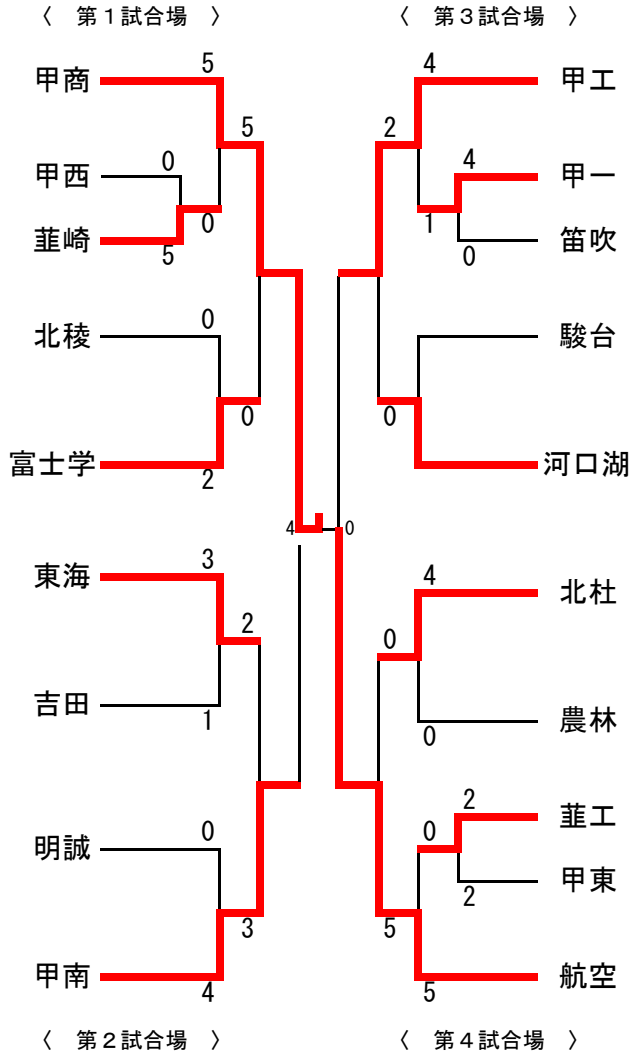 〈 第1試合場 〉
〈 第3試合場 〉
5
4
甲商
甲工
5
2
0
4
甲西
甲一
0
1
韮崎
笛吹
5
0
0
北稜
駿台
0
0
富士学
河口湖
2
4
0
3
4
東海
北杜
2
0
吉田
農林
1
0
2
韮工
0
0
明誠
甲東
2
3
5
甲南
航空
4
5
〈 第2試合場 〉
〈 第4試合場 〉